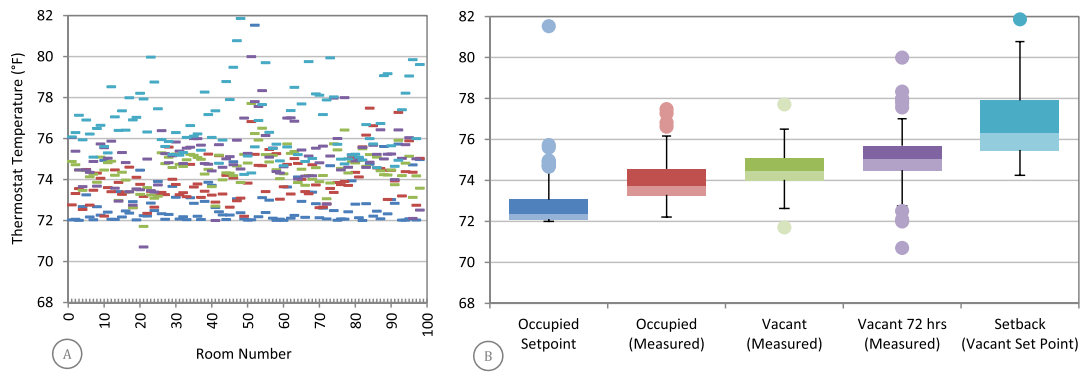 82
80
78
76
74
72
70
68
Thermostat Temperature (°F)
0
10
20
30
40
50
60
70
80
90
100
Room Number
A
82
80
78
76
74
72
70
68
Occupied
Setpoint
Occupied
(Measured)
Vacant
(Measured)
Vacant 72 hrs
(Measured)
Setback
(Vacant Set Point)
B